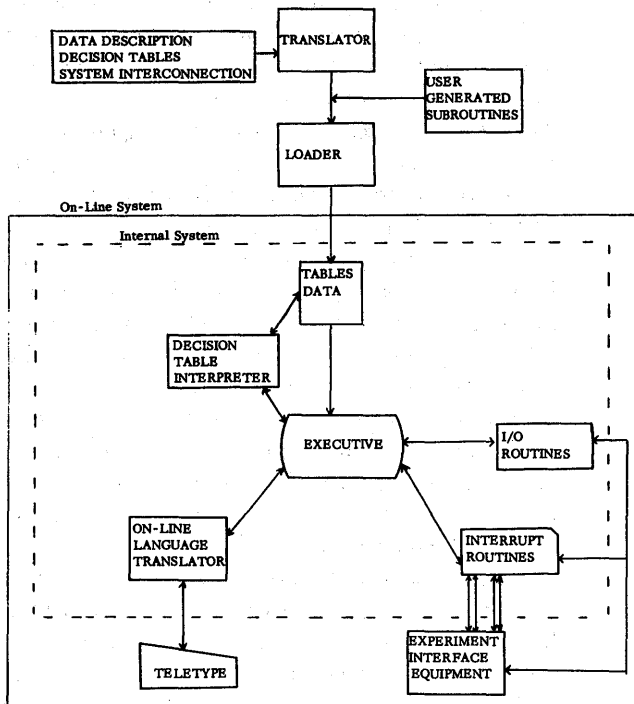 DATA DESCRIPTION
DECISION TABLES
SYSTEM INTERCONNECTION
TRANSLATOR
USER
GENERATED
SUBROUTINES
LOADER
On-Line System
Internal System
TABLES
DATA
DECISION
TABLE
INTERPRETER
EXECUTIVE
I/O
ROUTINES
ON-LINE
LANGUAGE
TRANSLATOR
INTERRUPT
ROUTINES
TELETYPE
EXPERIMENT
INTERFACE
EQUIPMENT